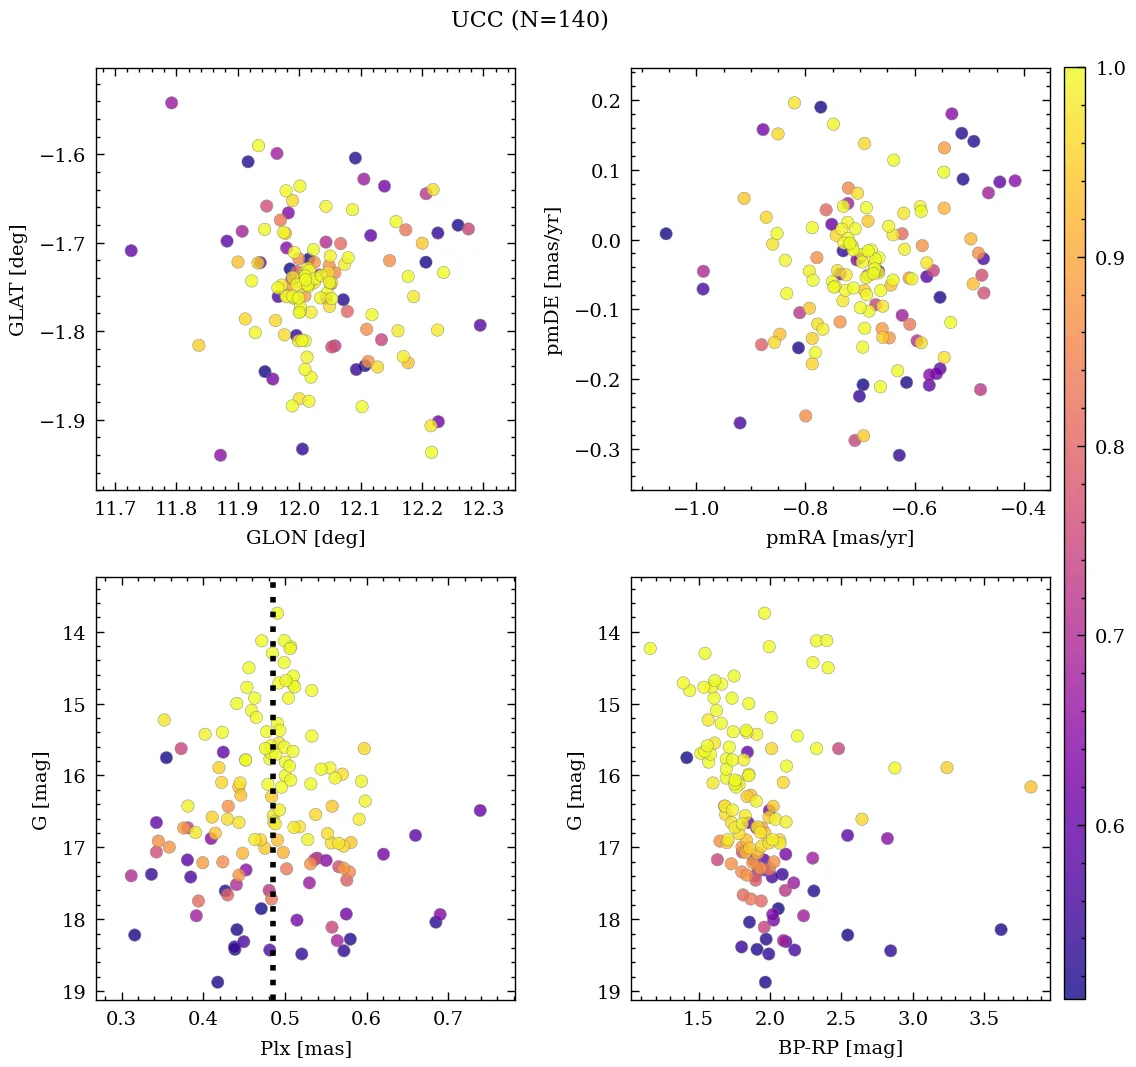 UCC (N=140)
−1.6
−1.7
−1.8
−1.9
GLAT [deg]
11.7 11.8 11.9 12.0 12.1 12.2 12.3
GLON [deg]
0.2
0.1
0.0
−0.1
−0.2
−0.3
pmDE [mas/yr]
−1.0 −0.8 −0.6 −0.4
pmRA [mas/yr]
14
15
16
17
18
19
G [mag]
0.3 0.4 0.5 0.6 0.7
Plx [mas]
14
15
16
17
18
19
G [mag]
1.5 2.0 2.5 3.0 3.5
BP-RP [mag]
1.0
0.9
0.8
0.7
0.6